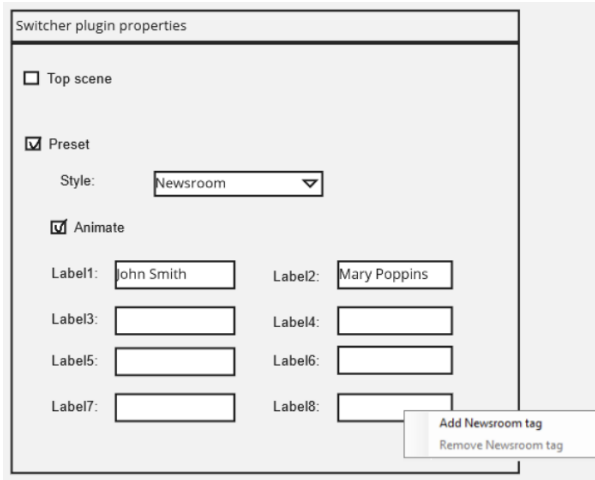 Switcher plugin properties
Top scene
Preset
Style: Newsroom
Animate
Label1: John Smith Label2: Mary Poppins
Label3: Label4:
Label5: Label6:
Label7: Label8:
Add Newsroom tag
Remove Newsroom tag